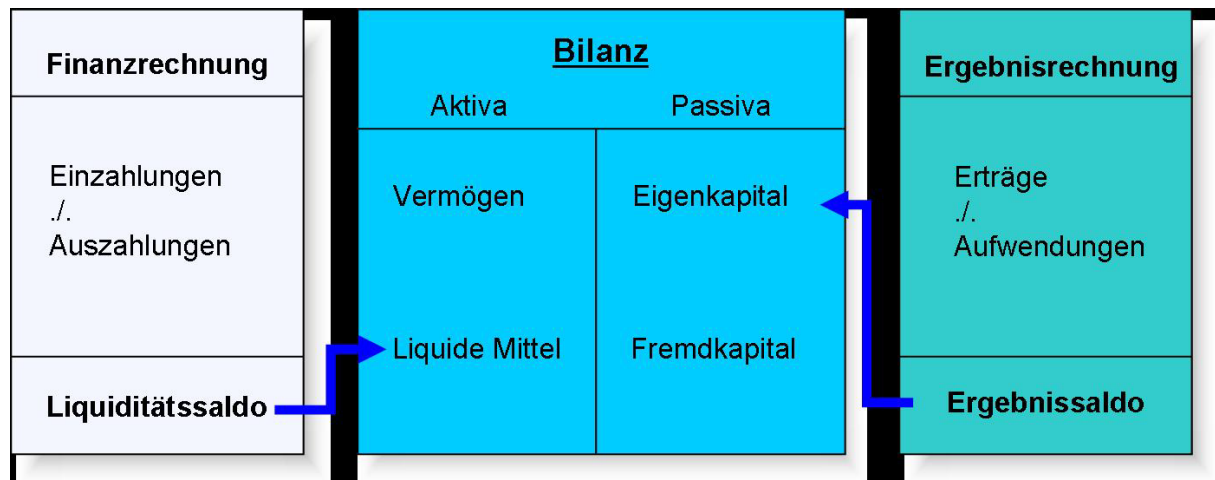 Finanzrechnung
Einzahlungen
./.
Auszahlungen
Liquiditätssaldo
Bilanz
Aktiva Passiva
Vermögen Eigenkapital
Liquide Mittel Fremdkapital
Ergebnisrechnung
Erträge
./.
Aufwendungen
Ergebnissaldo